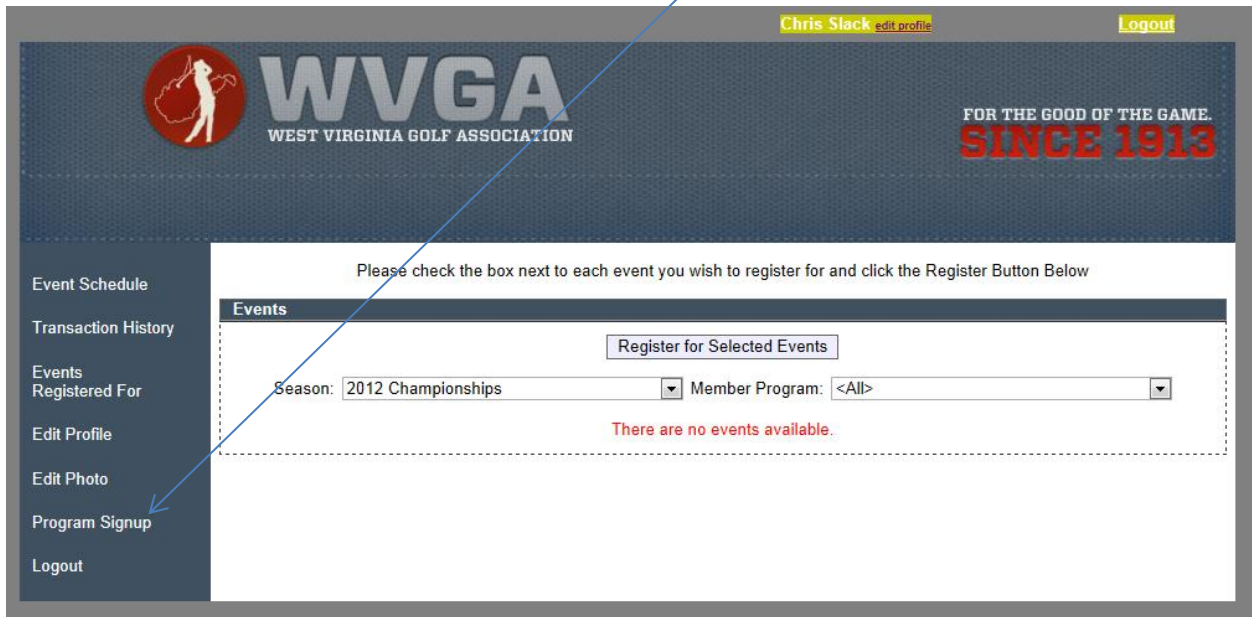 Chris Slack edit profile Logout
WVGA
WEST VIRGINIA GOLF ASSOCIATION
FOR THE GOOD OF THE GAME.
SINCE 1913
Event Schedule
Transaction History
Events
Registered For
Edit Profile
Edit Photo
Program Signup
Logout
Please check the box next to each event you wish to register for and click the Register Button Below
Events
Register for Selected Events
Season: 2012 Championships Member Program: <All>
There are no events available.